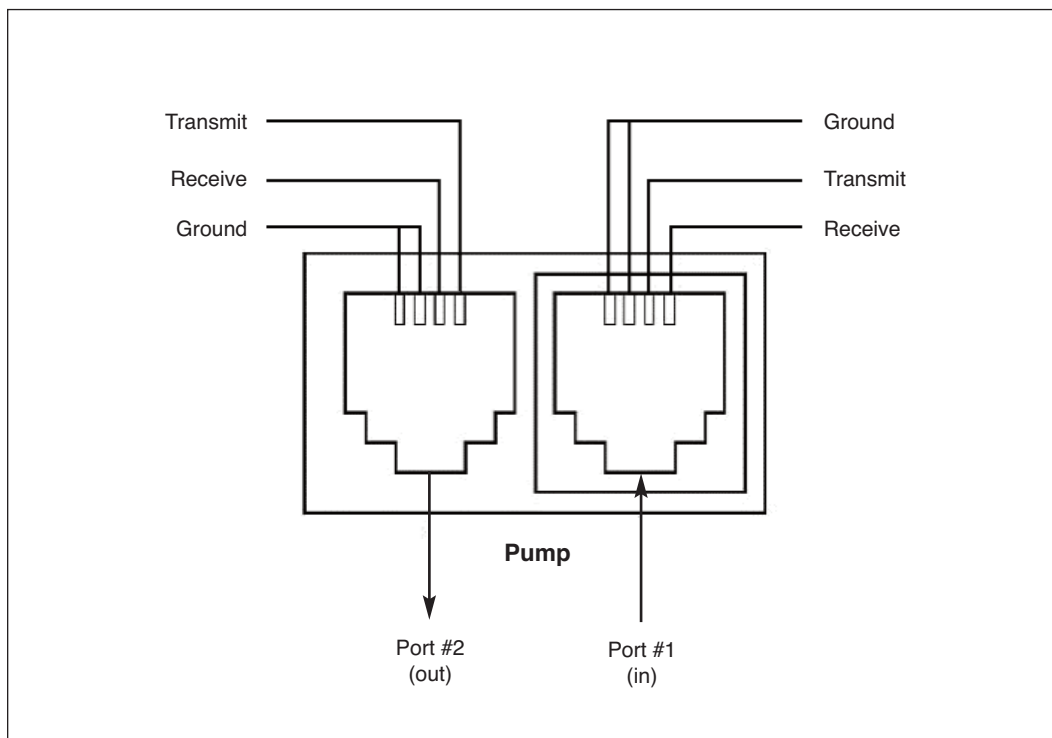 Transmit
Receive
Ground
Ground
Transmit
Receive
Pump
Port #2
(out)
Port #1
(in)